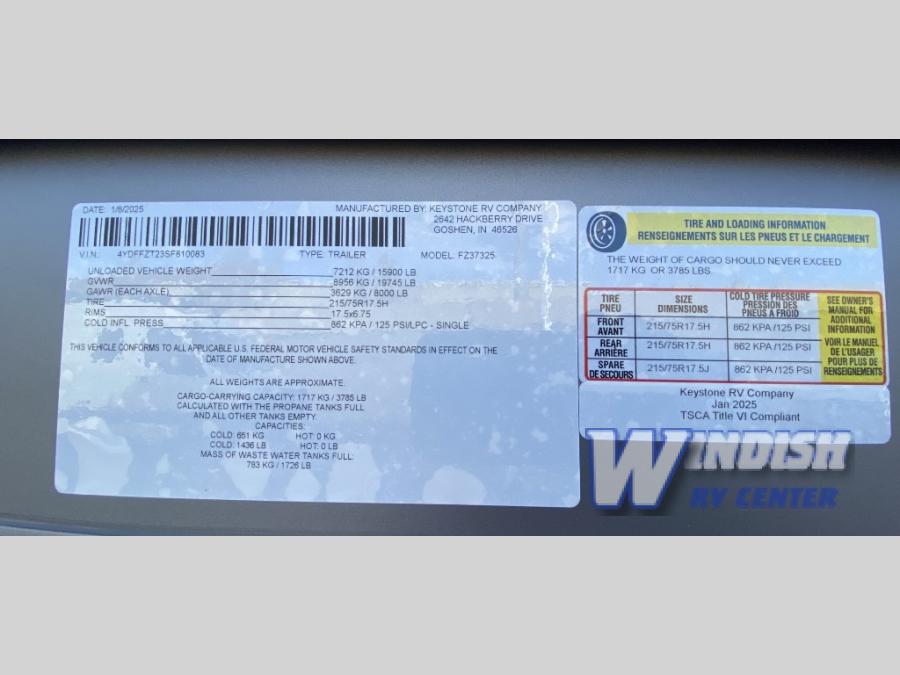 DATE: 1/8/2025 MANUFACTURED BY: KEYSTONE RV COMPANY
2642 HACKBERRY DRIVE
GOSHEN, IN 46526
V.I.N.: 4YDFFZT23SF810083 TYPE: TRAILER MODEL: FZ37325
UNLOADED VEHICLE WEIGHT 7212 KG / 15900 LB
GVWR 8956 KG / 19745 LB
GAWR (EACH AXLE) 3629 KG / 8000 LB
TIRE 215/75R17.5H
RIMS 17.5x6.75
COLD INFL. PRESS 862 KPA / 125 PSI/LPC - SINGLE
THIS VEHICLE CONFORMS TO ALL APPLICABLE U.S. FEDERAL MOTOR VEHICLE SAFETY STANDARDS IN EFFECT ON THE
DATE OF MANUFACTURE SHOWN ABOVE.
ALL WEIGHTS ARE APPROXIMATE.
CARGO-CARRYING CAPACITY: 1717 KG / 3785 LB
CALCULATED WITH THE PROPANE TANKS FULL
AND ALL OTHER TANKS EMPTY.
CAPACITIES:
COLD: 651 KG HOT: 0 KG
COLD: 1436 LB HOT: 0 LB
MASS OF WASTE WATER TANKS FULL:
783 KG / 1726 LB
TIRE AND LOADING INFORMATION
RENSEIGNEMENTS SUR LES PNEUS ET LE CHARGEMENT
THE WEIGHT OF CARGO SHOULD NEVER EXCEED
1717 KG OR 3785 LBS.
TIRE
PNEU
SIZE
DIMENSIONS
COLD TIRE PRESSURE
PRESSION DES
PNEUS A FROID
FRONT
AVANT
215/75R17.5H 862 KPA /125 PSI
REAR
ARRIÈRE
215/75R17.5H 862 KPA /125 PSI
SPARE
DE SECOURS
215/75R17.5J 862 KPA /125 PSI
SEE OWNER'S
MANUAL FOR
ADDITIONAL
INFORMATION
VOIR LE MANUEL
DE L'USAGER
POUR PLUS DE
RENSEIGNEMENTS
Keystone RV Company
Jan 2025
TSCA Title VI Compliant
WINDISH
RV CENTER